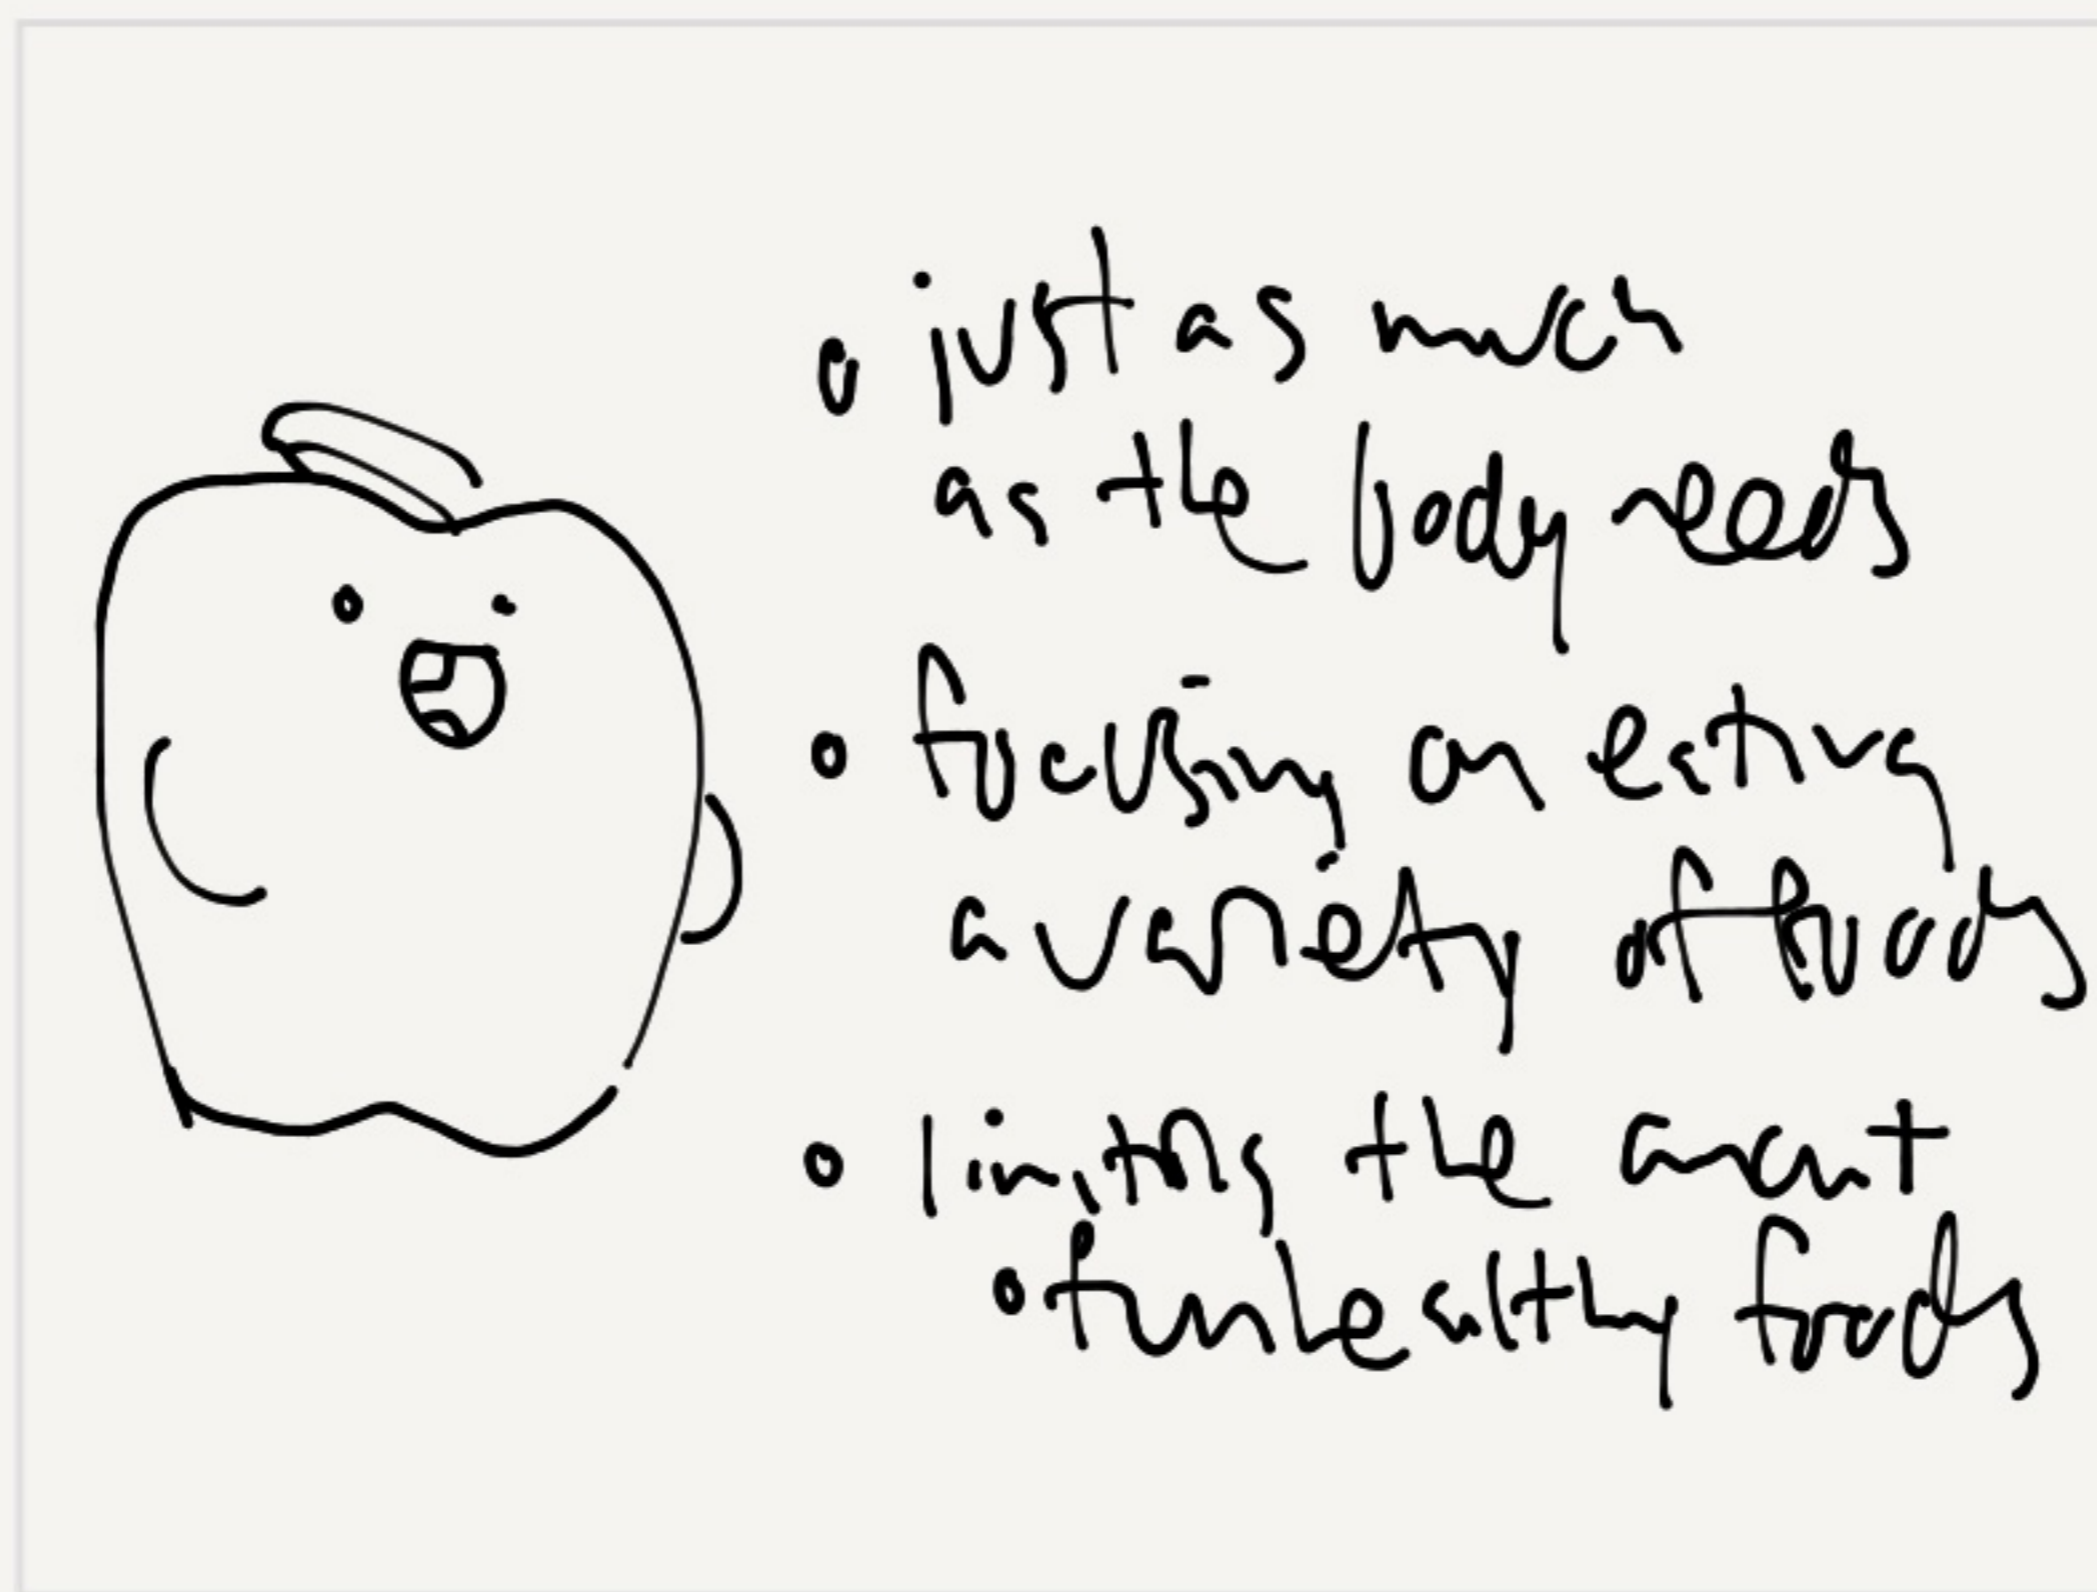 just as much
as the body needs
focusing on eating
a variety of foods
limiting the amount
of unhealthy foods